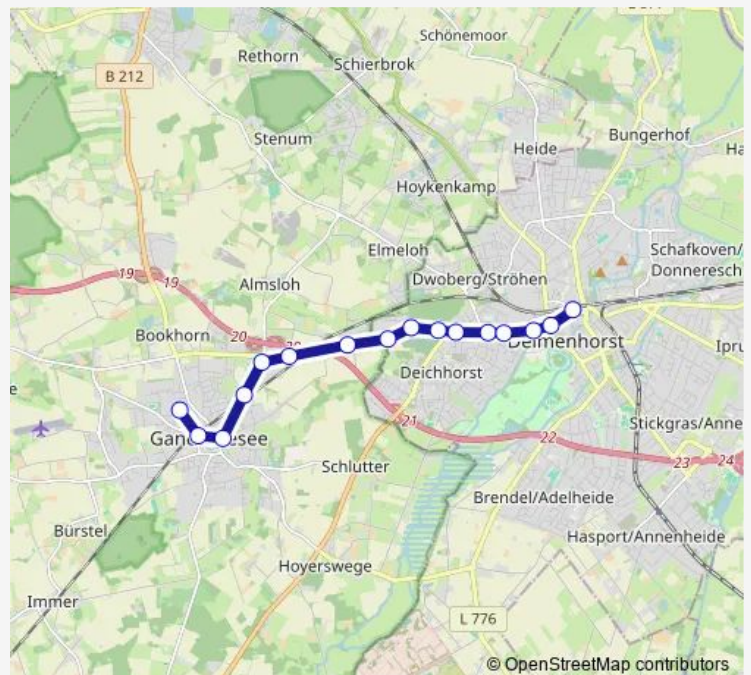 Schönemoor
Rethorn
Schierbrok
B 212
Stenum
Bungerhof
Heide
Hoykenkamp
Elmeloh
Schafkoven/
Donneresch
Dwoberg/Ströhen
19
19
Almsloh
20
Bookhorn
Delmenhorst
Deichhorst
21
Stickgras/Anne
22
23
24
Schlutter
Brendel/Adelheide
Bürstel
Hasport/Annenheide
Hoyerswege
Immer
L 776
© OpenStreetMap contributors